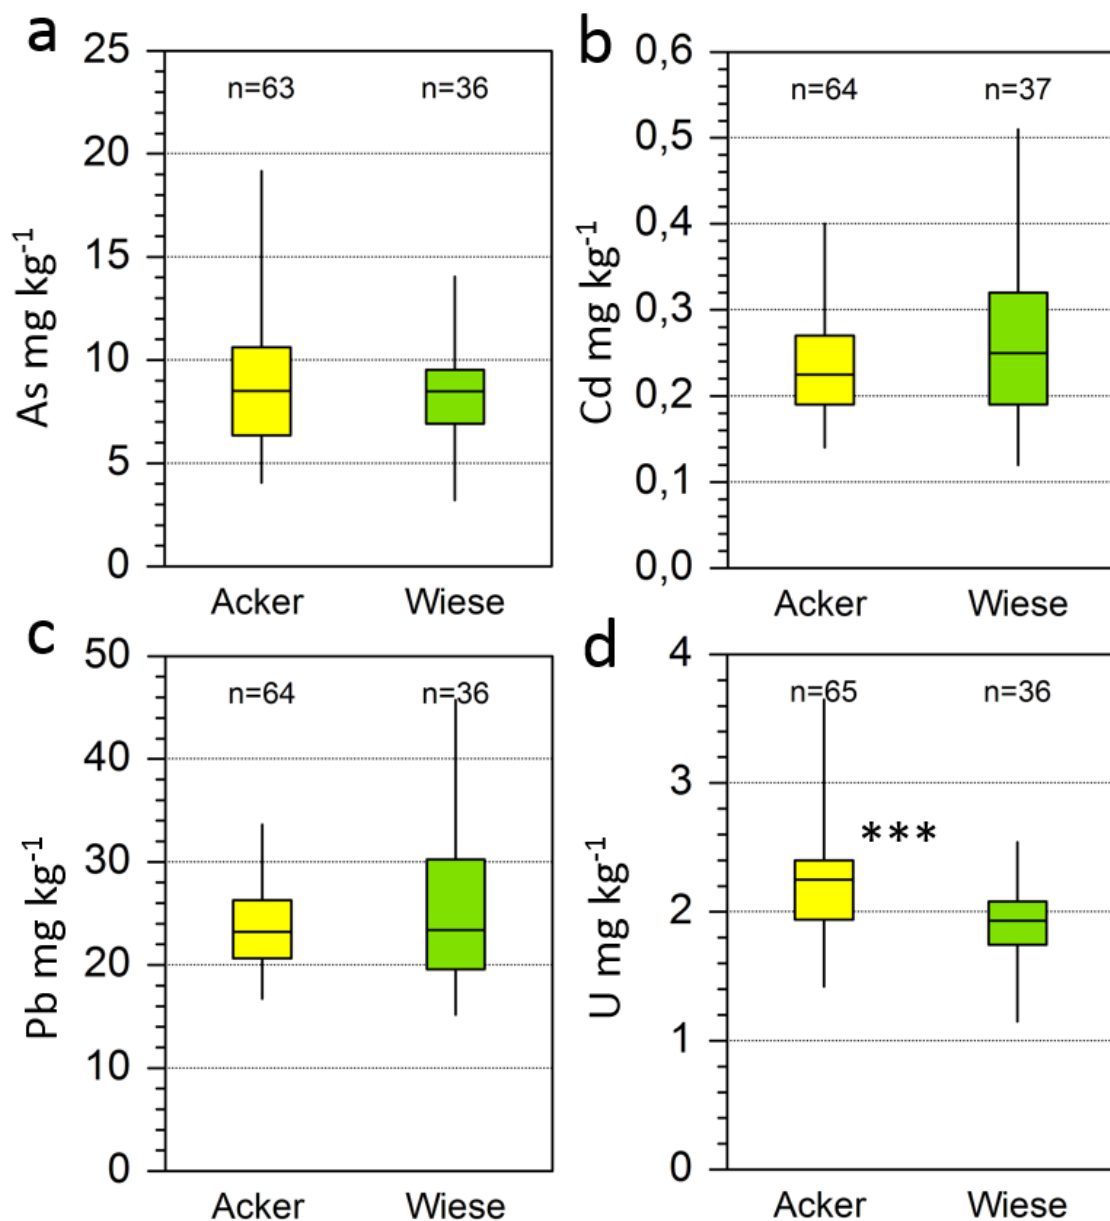 a
25
20
15
10
5
0
As mg kg⁻¹
n=63 n=36
Acker Wiese
b
0,6
0,5
0,4
0,3
0,2
0,1
0,0
Cd mg kg⁻¹
n=64 n=37
Acker Wiese
c
50
40
30
20
10
0
Pb mg kg⁻¹
n=64 n=36
Acker Wiese
d
4
3
2
1
0
U mg kg⁻¹
n=65 n=36
***
Acker Wiese